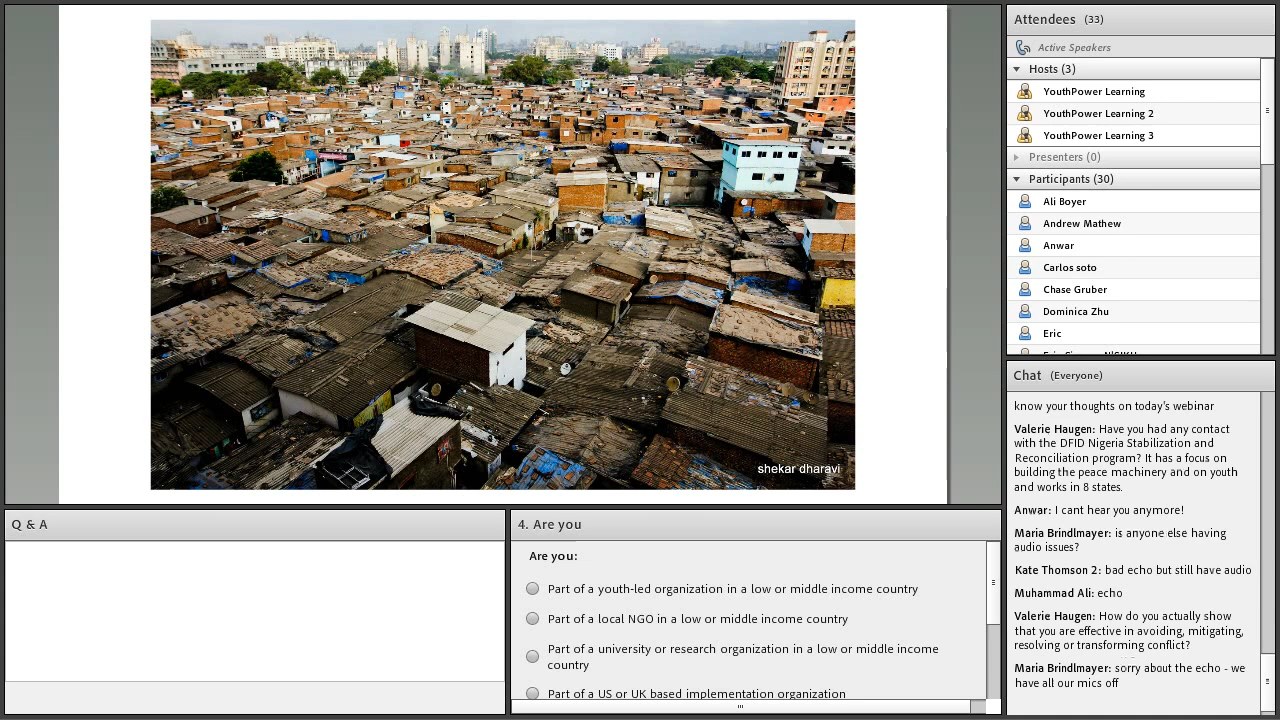 shekar dharavi
Q & A
4. Are you
Are you:
Part of a youth-led organization in a low or middle income country
Part of a local NGO in a low or middle income country
Part of a university or research organization in a low or middle income
country
Part of a US or UK based implementation organization
Attendees (33)
Active Speakers
Hosts (3)
YouthPower Learning
YouthPower Learning 2
YouthPower Learning 3
Presenters (0)
Participants (30)
Ali Boyer
Andrew Mathew
Anwar
Carlos soto
Chase Gruber
Dominica Zhu
Eric
Chat (Everyone)
know your thoughts on today's webinar
Valerie Haugen: Have you had any contact
with the DFID Nigeria Stabilization and
Reconciliation program? It has a focus on
building the peace machinery and on youth
and works in 8 states.
Anwar: I cant hear you anymore!
Maria Brindlmayer: is anyone else having
audio issues?
Kate Thomson 2: bad echo but still have audio
Muhammad Ali: echo
Valerie Haugen: How do you actually show
that you are effective in avoiding, mitigating,
resolving or transforming conflict?
Maria Brindlmayer: sorry about the echo - we
have all our mics off